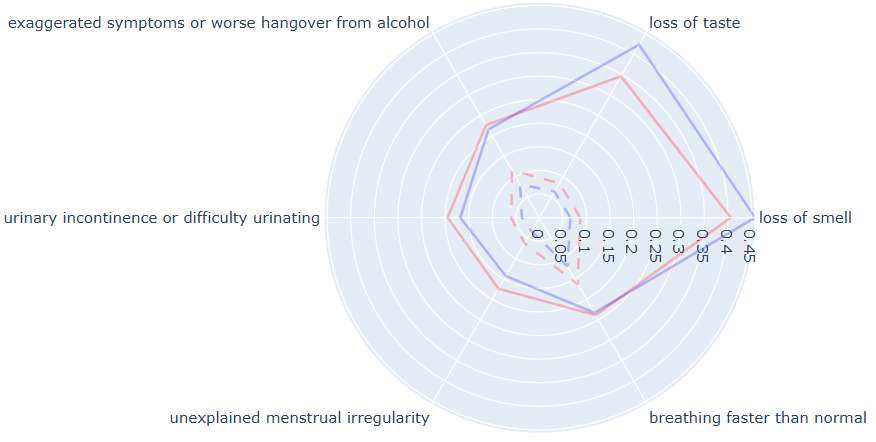 exaggerated symptoms or worse hangover from alcohol
loss of taste
urinary incontinence or difficulty urinating
loss of smell
0
0.05
0.1
0.15
0.2
0.25
0.3
0.35
0.4
0.45
unexplained menstrual irregularity
breathing faster than normal